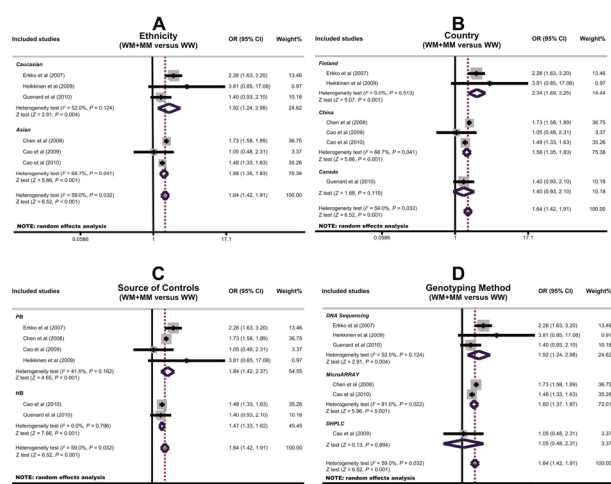 A
Ethnicity
(WM+MM versus WW)
Included studies OR (95% CI) Weight%
Caucasian
Erkko et al (2007) 2.28 (1.63, 3.20) 13.46
Heikkinen et al (2009) 3.81 (0.85, 17.08) 0.97
Guenard et al (2010) 1.40 (0.93, 2.10) 10.18
Heterogeneity test (I² = 52.0%, P = 0.124) 1.92 (1.24, 2.98) 24.62
Z test (Z = 2.91, P = 0.004)
Asian
Chen et al (2008) 1.73 (1.58, 1.89) 36.75
Cao et al (2009) 1.05 (0.48, 2.31) 3.37
Cao et al (2010) 1.48 (1.33, 1.63) 35.26
Heterogeneity test (I² = 68.7%, P = 0.041) 1.58 (1.36, 1.83) 75.38
Z test (Z = 5.86, P < 0.001)
Heterogeneity test (I² = 59.0%, P = 0.032) 1.64 (1.42, 1.91) 100.00
Z test (Z = 6.52, P < 0.001)
NOTE: random effects analysis
0.0586 1 17.1
B
Country
(WM+MM versus WW)
Included studies OR (95% CI) Weight%
Finland
Erkko et al (2007) 2.28 (1.63, 3.20) 13.46
Heikkinen et al (2009) 3.81 (0.85, 17.08) 0.97
Heterogeneity test (I² = 0.0%, P = 0.513) 2.34 (1.69, 3.25) 14.44
Z test (Z = 5.07, P < 0.001)
China
Chen et al (2008) 1.73 (1.58, 1.89) 36.75
Cao et al (2009) 1.05 (0.48, 2.31) 3.37
Cao et al (2010) 1.48 (1.33, 1.63) 35.26
Heterogeneity test (I² = 68.7%, P = 0.041) 1.58 (1.35, 1.83) 75.38
Z test (Z = 5.86, P < 0.001)
Canada
Guenard et al (2010) 1.40 (0.93, 2.10) 10.18
Z test (Z = 1.68, P = 0.110) 1.40 (0.93, 2.10) 10.18
Heterogeneity test (I² = 59.0%, P = 0.032) 1.64 (1.42, 1.91) 100.00
Z test (Z = 6.52, P < 0.001)
NOTE: random effects analysis
0.0586 1 17.1
C
Source of Controls
(WM+MM versus WW)
Included studies OR (95% CI) Weight%
PB
Erkko et al (2007) 2.28 (1.63, 3.20) 13.46
Chen et al (2008) 1.73 (1.58, 1.89) 36.75
Cao et al (2009) 1.05 (0.48, 2.31) 3.37
Heikkinen et al (2009) 3.81 (0.85, 17.08) 0.97
Heterogeneity test (I² = 41.6%, P = 0.162) 1.84 (1.42, 2.37) 54.55
Z test (Z = 4.65, P < 0.001)
HB
Cao et al (2010) 1.48 (1.33, 1.63) 35.26
Guenard et al (2010) 1.40 (0.93, 2.10) 10.18
Heterogeneity test (I² = 0.0%, P = 0.796) 1.47 (1.33, 1.62) 45.45
Z test (Z = 7.66, P < 0.001)
Heterogeneity test (I² = 59.0%, P = 0.032) 1.64 (1.42, 1.91) 100.00
Z test (Z = 6.52, P < 0.001)
NOTE: random effects analysis
D
Genotyping Method
(WM+MM versus WW)
Included studies OR (95% CI) Weight%
DNA Sequencing
Erkko et al (2007) 2.28 (1.63, 3.20) 13.46
Heikkinen et al (2009) 3.81 (0.85, 17.08) 0.97
Guenard et al (2010) 1.40 (0.93, 2.10) 10.18
Heterogeneity test (I² = 52.0%, P = 0.124) 1.92 (1.24, 2.98) 24.62
Z test (Z = 2.91, P = 0.004)
MicroARRAY
Chen et al (2008) 1.73 (1.58, 1.89) 36.75
Cao et al (2010) 1.48 (1.33, 1.63) 35.26
Heterogeneity test (I² = 81.0%, P = 0.022) 1.60 (1.37, 1.87) 72.01
Z test (Z = 5.96, P < 0.001)
DHPLC
Cao et al (2009) 1.05 (0.48, 2.31) 3.37
Z test (Z = 0.13, P = 0.894) 1.05 (0.48, 2.31) 3.37
Heterogeneity test (I² = 59.0%, P = 0.032) 1.64 (1.42, 1.91) 100.00
Z test (Z = 6.52, P < 0.001)
NOTE: random effects analysis